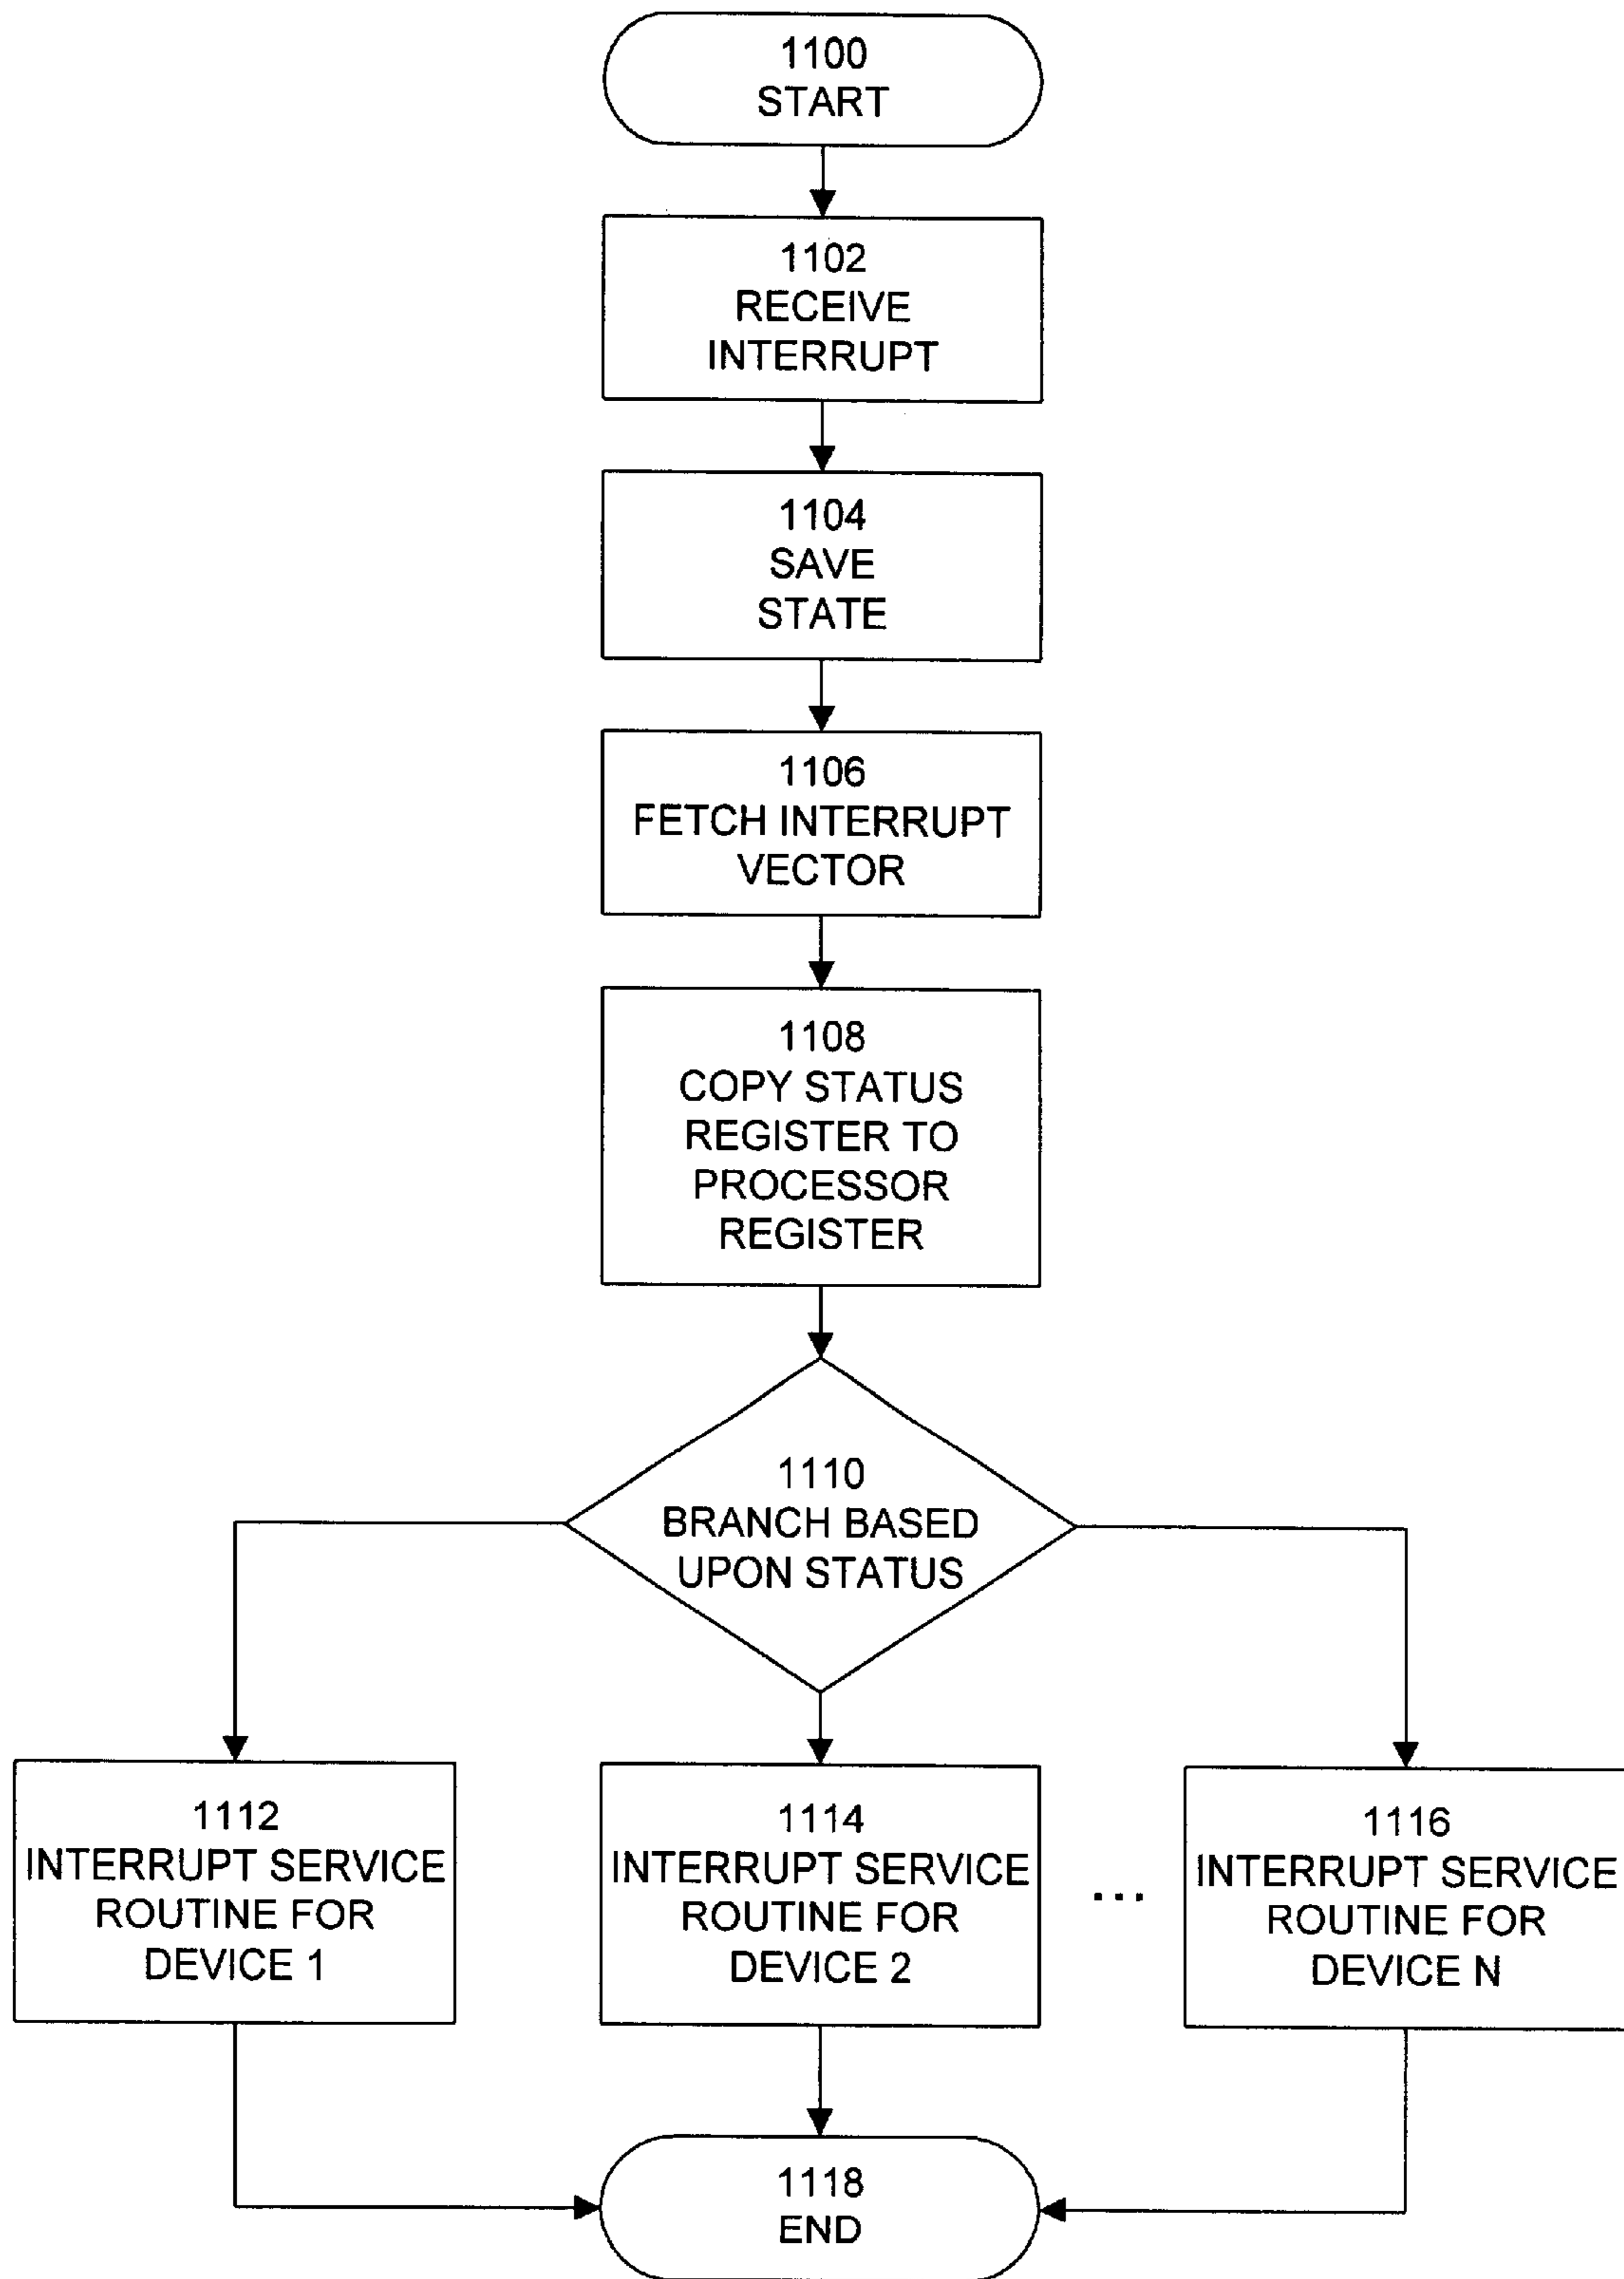 1100
START
1102
RECEIVE
INTERRUPT
1104
SAVE
STATE
1106
FETCH INTERRUPT
VECTOR
1108
COPY STATUS
REGISTER TO
PROCESSOR
REGISTER
1110
BRANCH BASED
UPON STATUS
1112
INTERRUPT SERVICE
ROUTINE FOR
DEVICE 1
1114
INTERRUPT SERVICE
ROUTINE FOR
DEVICE 2
...
1116
INTERRUPT SERVICE
ROUTINE FOR
DEVICE N
1118
END